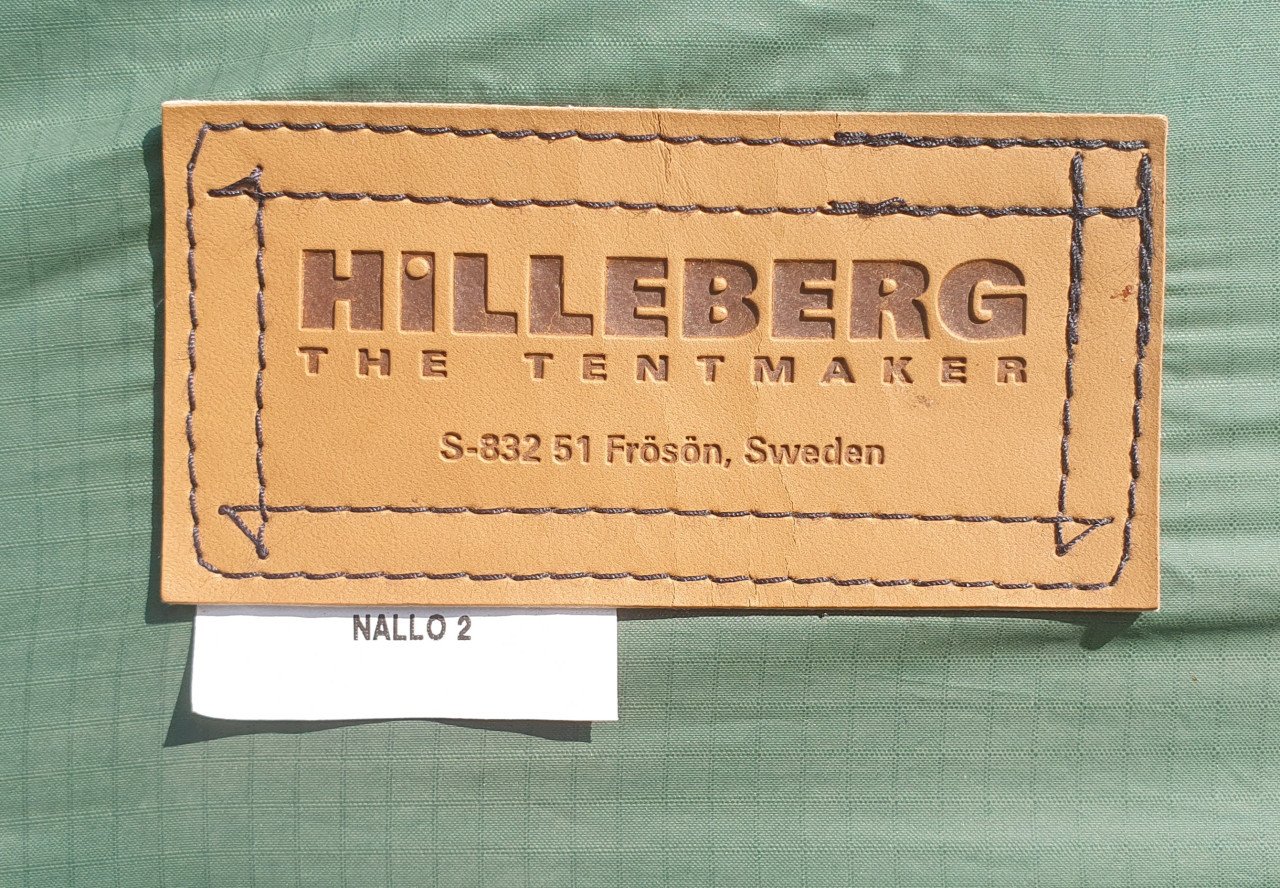 HiLLEBERG
THE TENTMAKER
S-832 51 Frösön, Sweden
NALLO 2